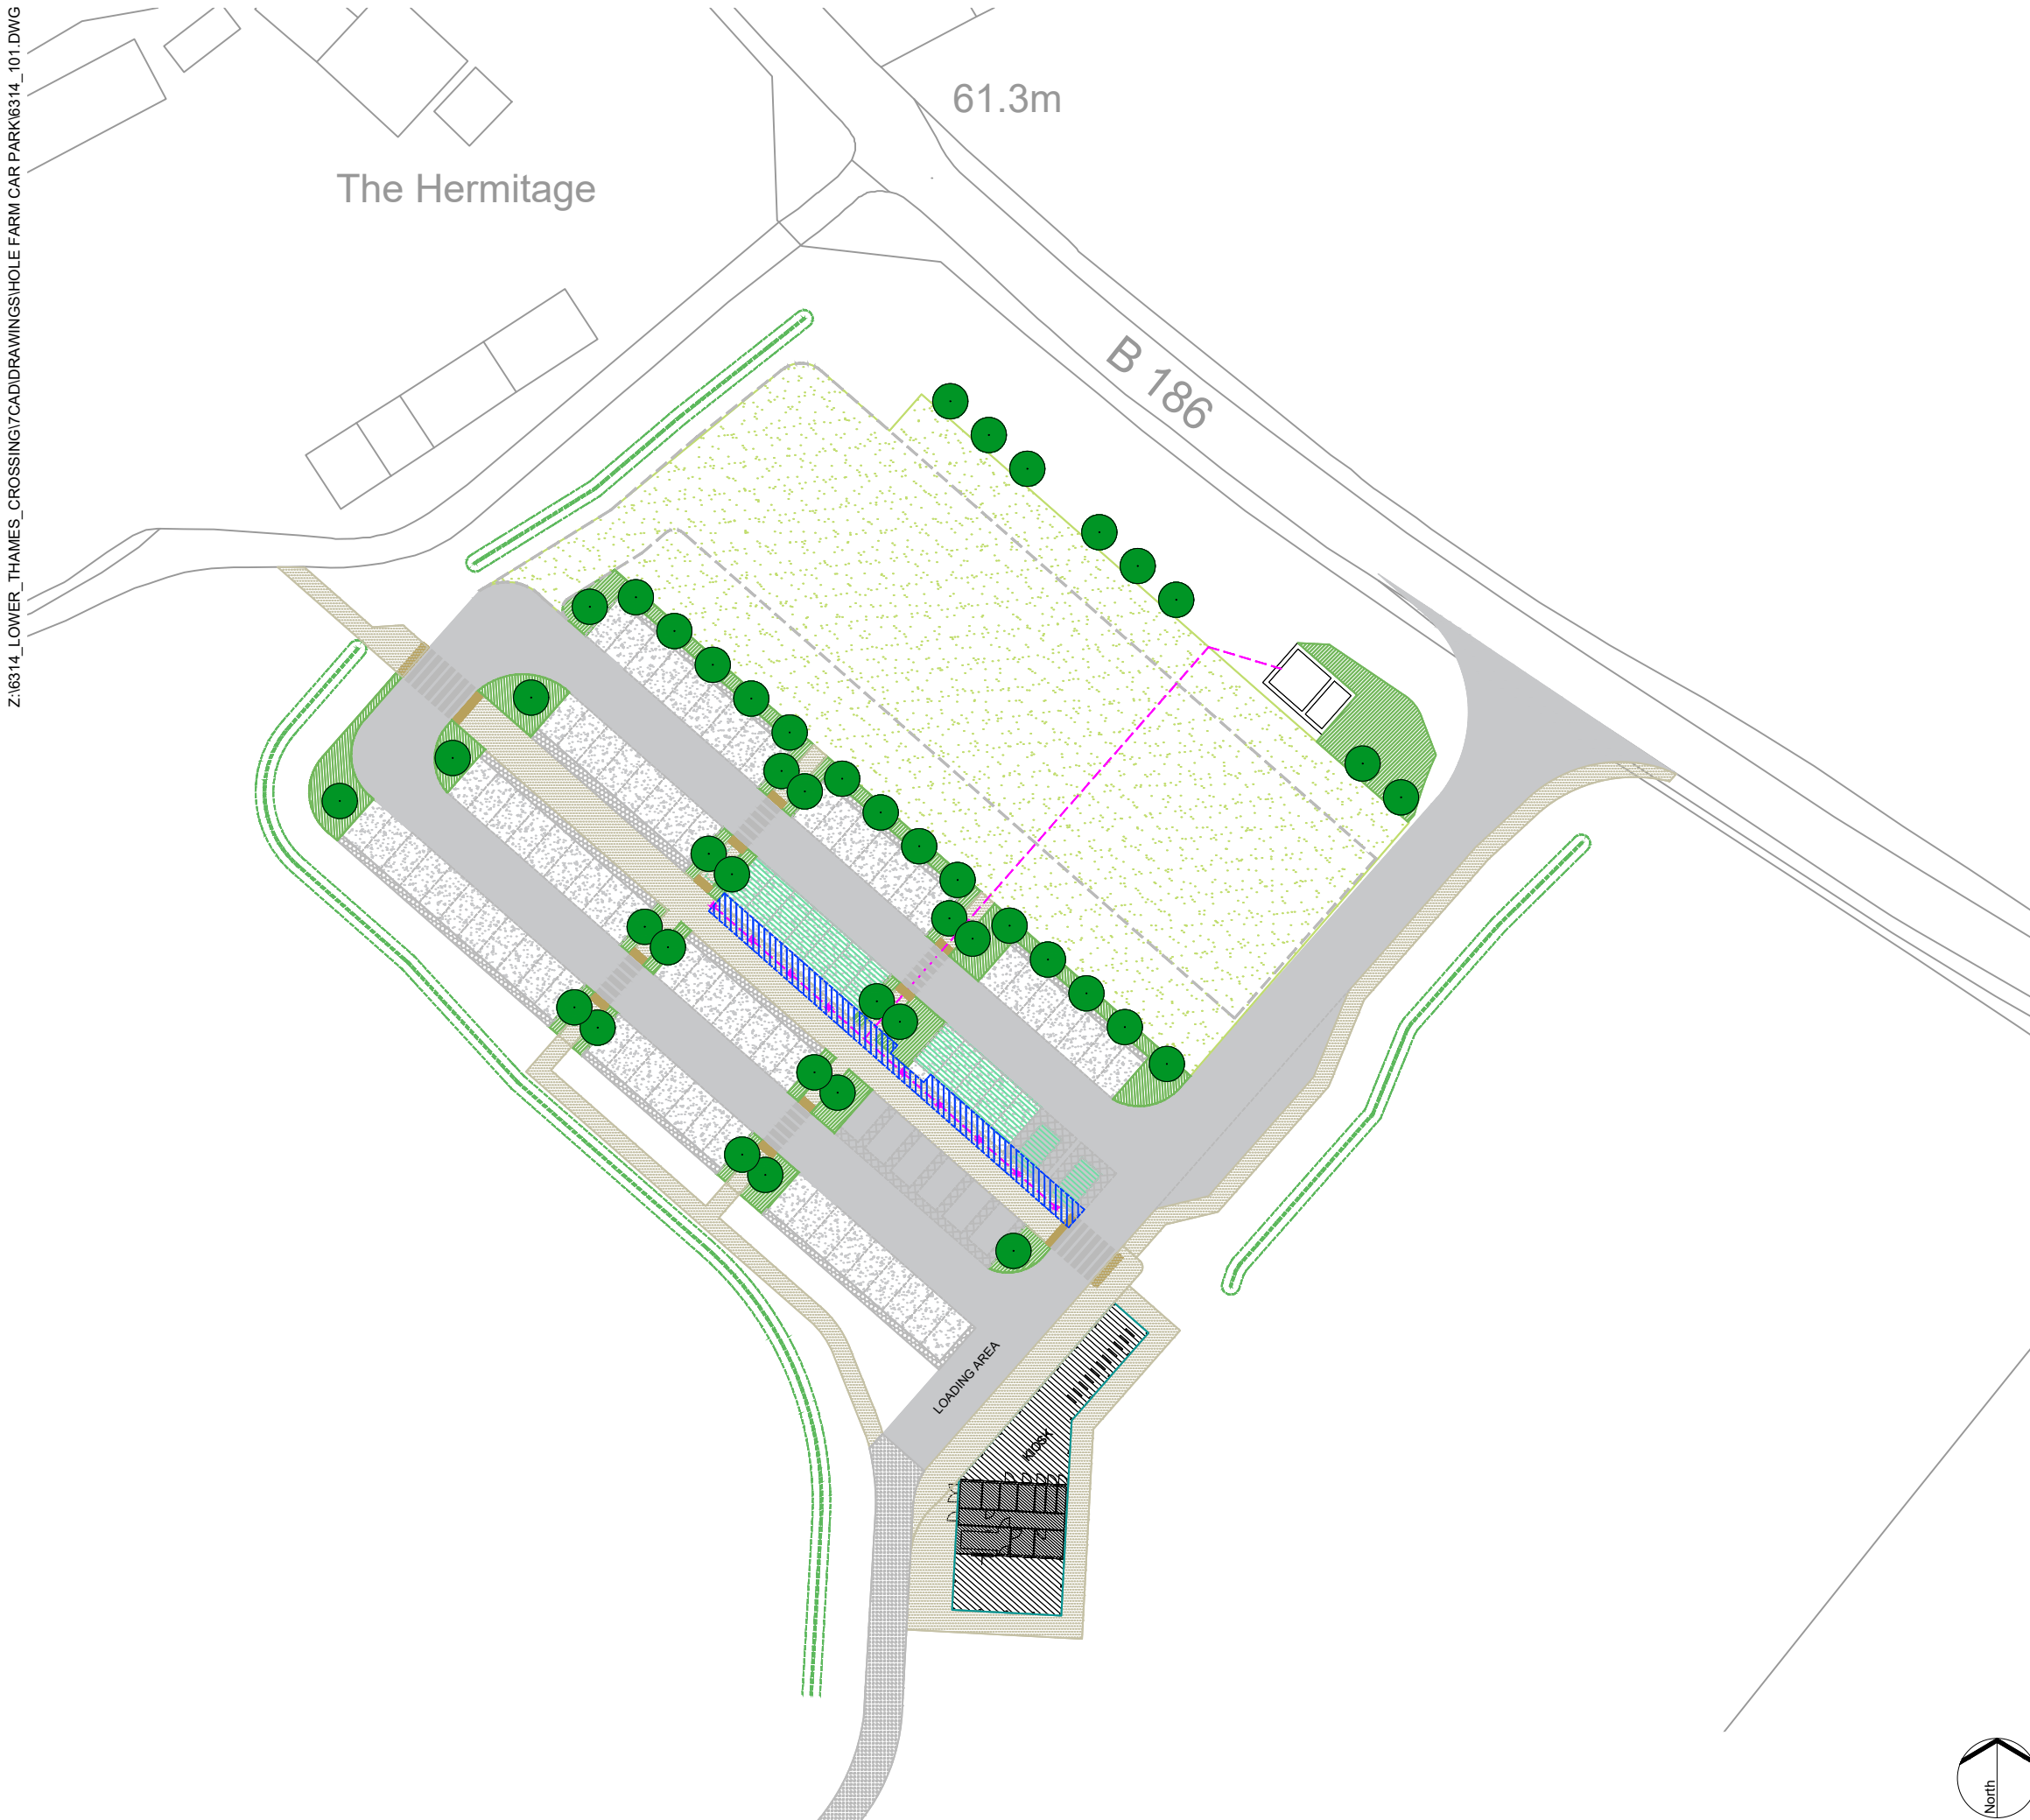 Z:\6314_LOWER_THAMES_CROSSING\7CAD\DRAWINGS\HOLE FARM CAR PARK\6314_101.DWG
61.3m
The Hermitage
B 186
LOADING AREA
KIOSK
North